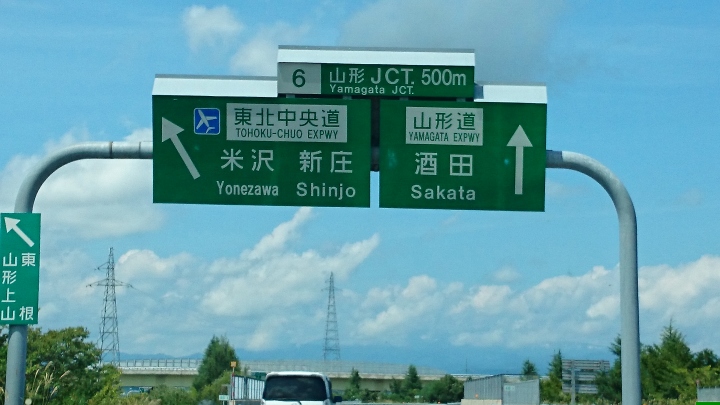 6
山形 JCT. 500m
Yamagata JCT.
東北中央道
TOHOKU-CHUO EXPWY
米沢 新庄
Yonezawa Shinjo
山形道
YAMAGATA EXPWY
酒田
Sakata
東根
山形上山